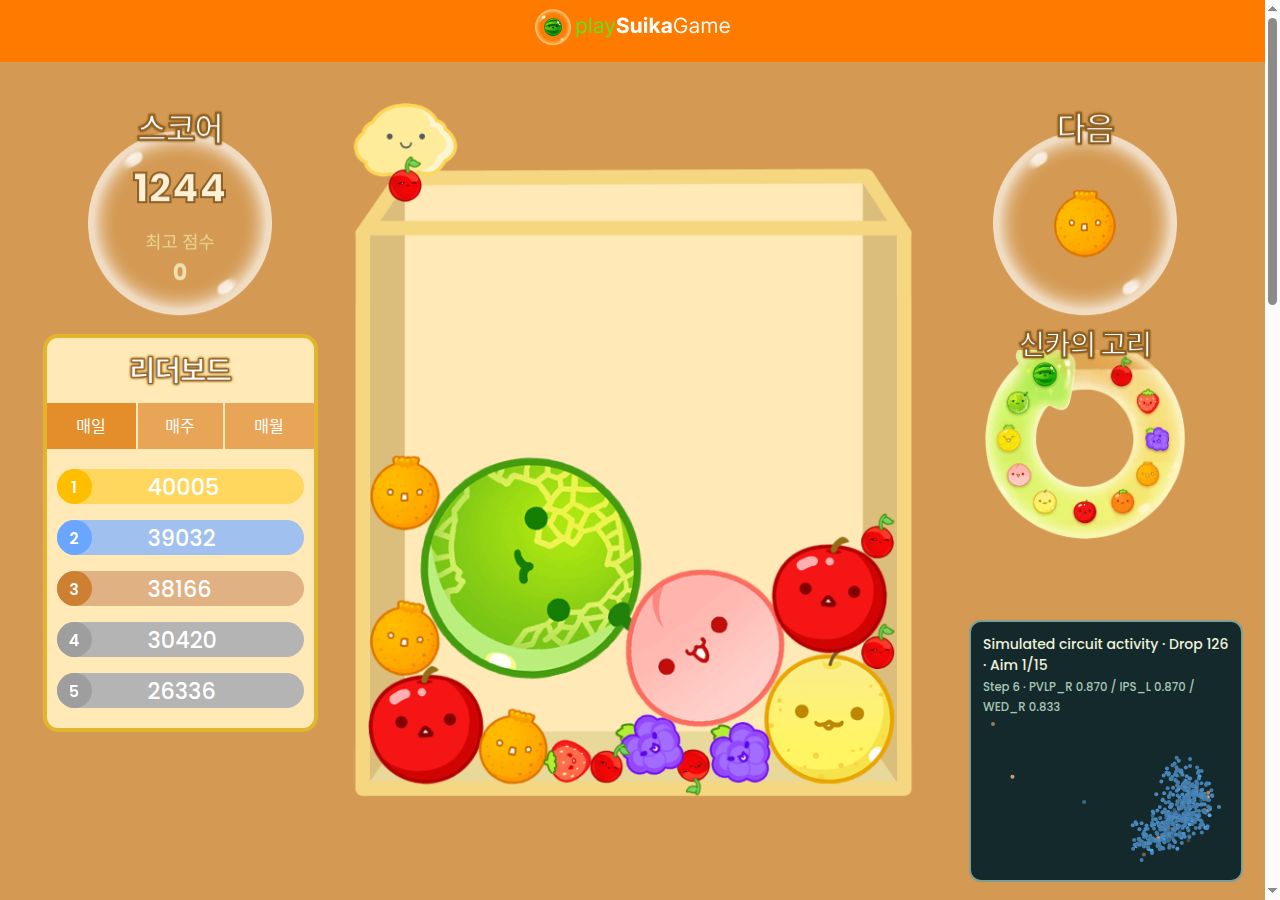 playSuikaGame
스코어
1244
최고 점수
0
다음
신카의 고리
리더보드
매일 매주 매월
1 40005
2 39032
3 38166
4 30420
5 26336
Simulated circuit activity · Drop 126
· Aim 1/15
Step 6 · PVLP_R 0.870 / IPS_L 0.870 /
WED_R 0.833